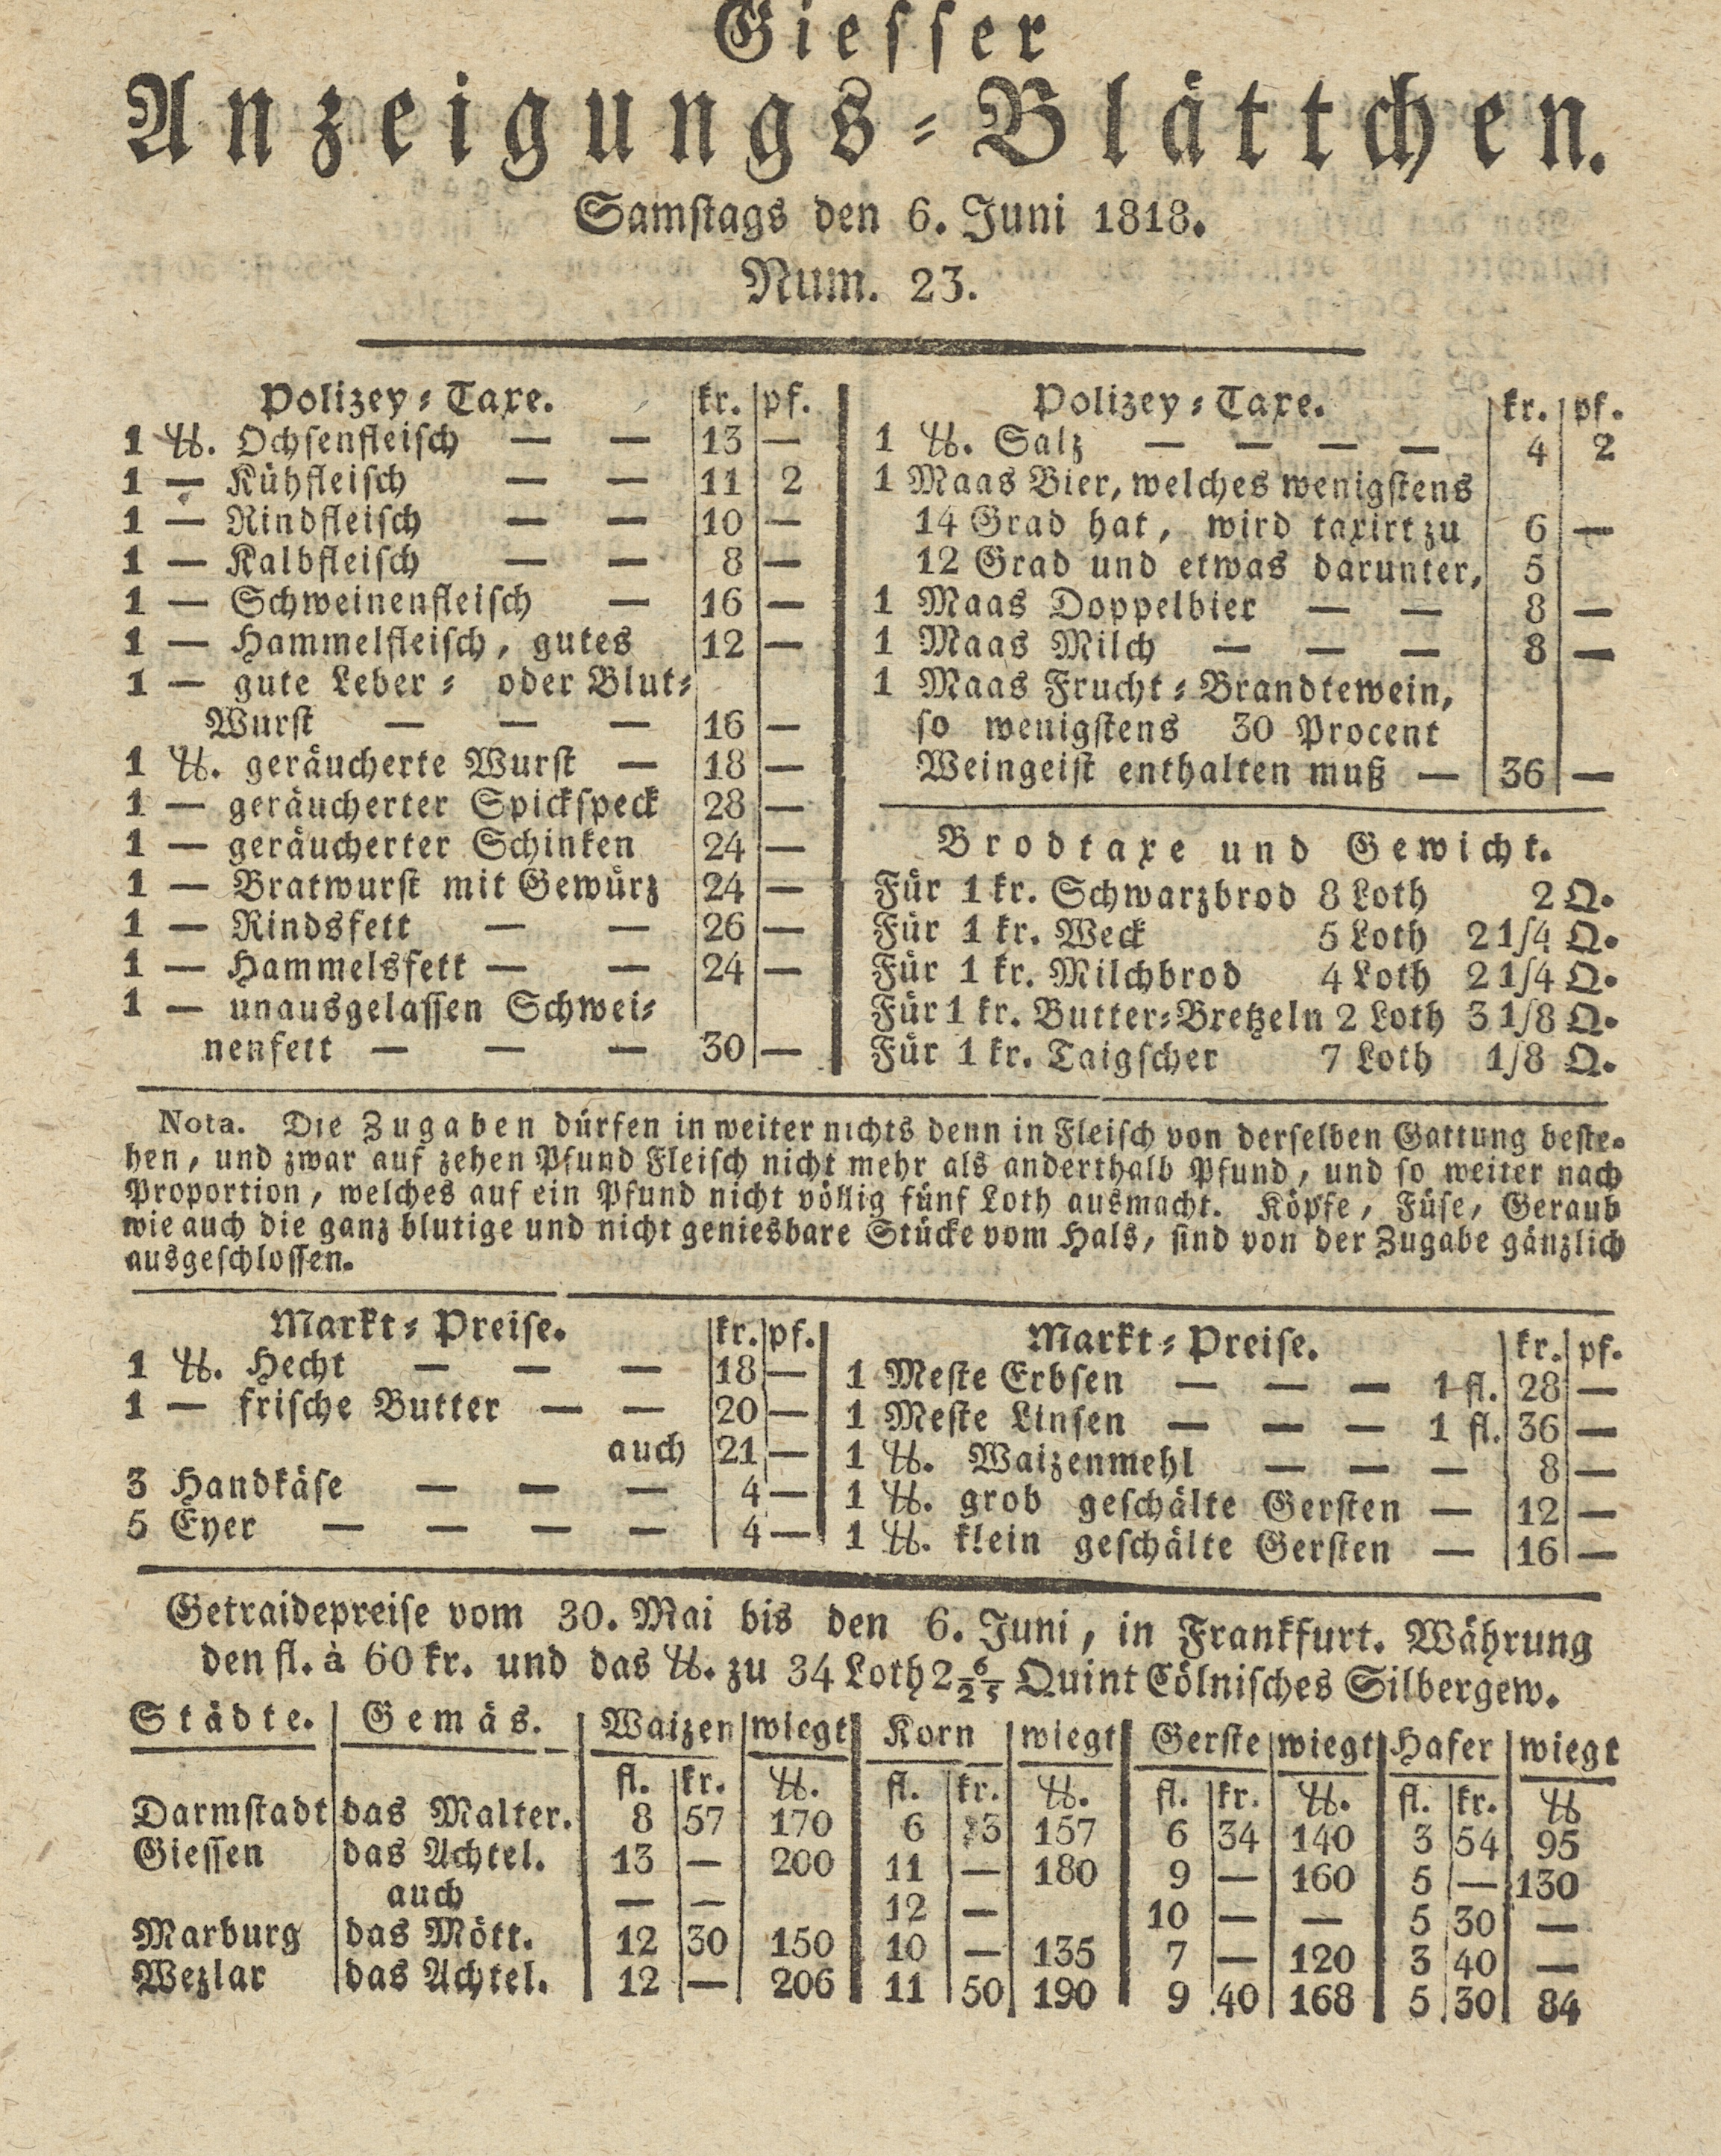 Giesser
Anzeigungs-Blättchen.
Samstags den 6. Juni 1818.
Num. 23.
Polizey-Taxe. kr. pf.
1 ℔. Ochsenfleisch — — 13 —
1 — Kühfleisch — — 11 2
1 — Rindfleisch — — 10 —
1 — Kalbfleisch — — 8 —
1 — Schweinenfleisch — 16 —
1 — Hammelfleisch, gutes 12 —
1 — gute Leber- oder Blut-
Wurst — — — 16 —
1 ℔. geräucherte Wurst — 18 —
1 — geräucherter Spickspeck 28 —
1 — geräucherter Schinken 24 —
1 — Bratwurst mit Gewürz 24 —
1 — Rindsfett — — 26 —
1 — Hammelsfett — — 24 —
1 — unausgelassen Schwei-
nenfett — — — 30 —
Polizey-Taxe. kr. pf.
1 ℔. Salz — — — — 4 2
1 Maas Bier, welches wenigstens
14 Grad hat, wird taxirt zu 6 —
12 Grad und etwas darunter, 5
1 Maas Doppelbier — — 8 —
1 Maas Milch — — — 8 —
1 Maas Frucht-Brandtewein,
so wenigstens 30 Procent
Weingeist enthalten muß — 36 —
Brodtaxe und Gewicht.
Für 1 kr. Schwarzbrod 8 Loth 2 Q.
Für 1 kr. Weck 5 Loth 2 1/4 Q.
Für 1 kr. Milchbrod 4 Loth 2 1/4 Q.
Für 1 kr. Butter-Bretzeln 2 Loth 3 1/8 Q.
Für 1 kr. Taigscher 7 Loth 1/8 Q.
Nota. Die Zugaben dürfen in weiter nichts denn in Fleisch von derselben Gattung beste-
hen, und zwar auf zehen Pfund Fleisch nicht mehr als anderthalb Pfund, und so weiter nach
Proportion, welches auf ein Pfund nicht völlig fünf Loth ausmacht. Köpfe, Füse, Geraub
wie auch die ganz blutige und nicht geniesbare Stücke vom Hals, sind von der Zugabe gänzlich
ausgeschlossen.
Markt-Preise. kr. pf.
1 ℔. Hecht — — — 18 —
1 — frische Butter — — 20 —
auch 21 —
3 Handkäse — — — 4 —
5 Eyer — — — — 4 —
Markt-Preise. kr. pf.
1 Meste Erbsen — — — 1 fl. 28 —
1 Meste Linsen — — — 1 fl. 36 —
1 ℔. Waizenmehl — — — 8 —
1 ℔. grob geschälte Gersten — 12 —
1 ℔. klein geschälte Gersten — 16 —
Getraidepreise vom 30. Mai bis den 6. Juni, in Frankfurt. Währung
den fl. à 60 kr. und das ℔. zu 34 Loth 2 6/25 Quint Cölnisches Silbergew.
Städte. Gemäs. Waizen wiegt Korn wiegt Gerste wiegt Hafer wiegt
fl. kr. ℔. fl. kr. ℔. fl. kr. ℔. fl. kr. ℔
Darmstadt das Malter. 8 57 170 6 3 157 6 34 140 3 54 95
Giessen das Achtel. 13 — 200 11 — 180 9 — 160 5 — 130
auch — — 12 — 10 — — 5 30 —
Marburg das Mött. 12 30 150 10 — 135 7 — 120 3 40 —
Wezlar das Achtel. 12 — 206 11 50 190 9 40 168 5 30 84